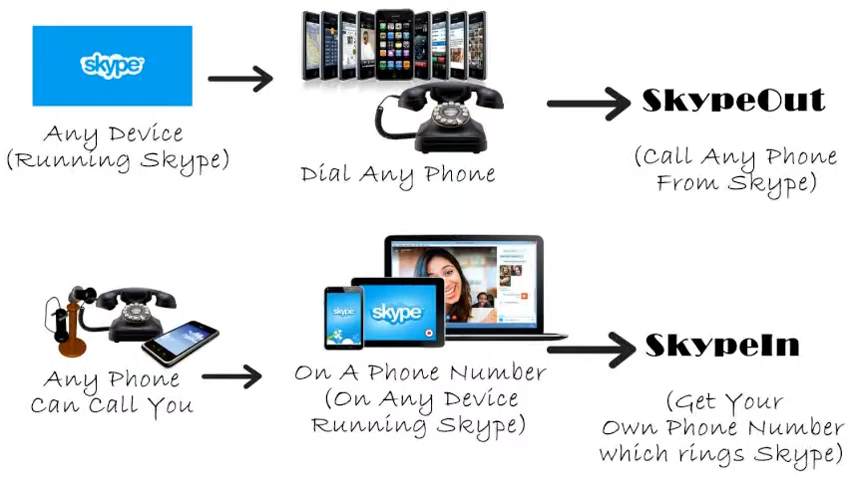 skype
Any Device
(Running Skype)
Dial Any Phone
SkypeOut
(Call Any Phone
From Skype)
Any Phone
Can Call You
skype
skype
On A Phone Number
(On Any Device
Running Skype)
SkypeIn
(Get Your
Own Phone Number
which rings Skype)